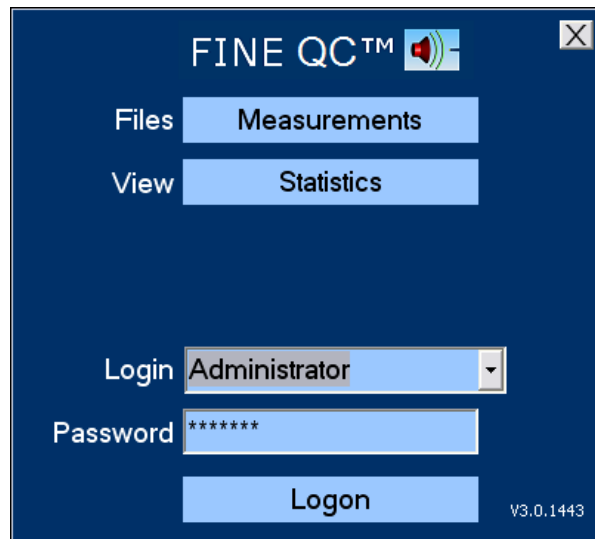 FINE QC™
X
Files Measurements
View Statistics
Login Administrator
Password *******
Logon
V3.0.1443